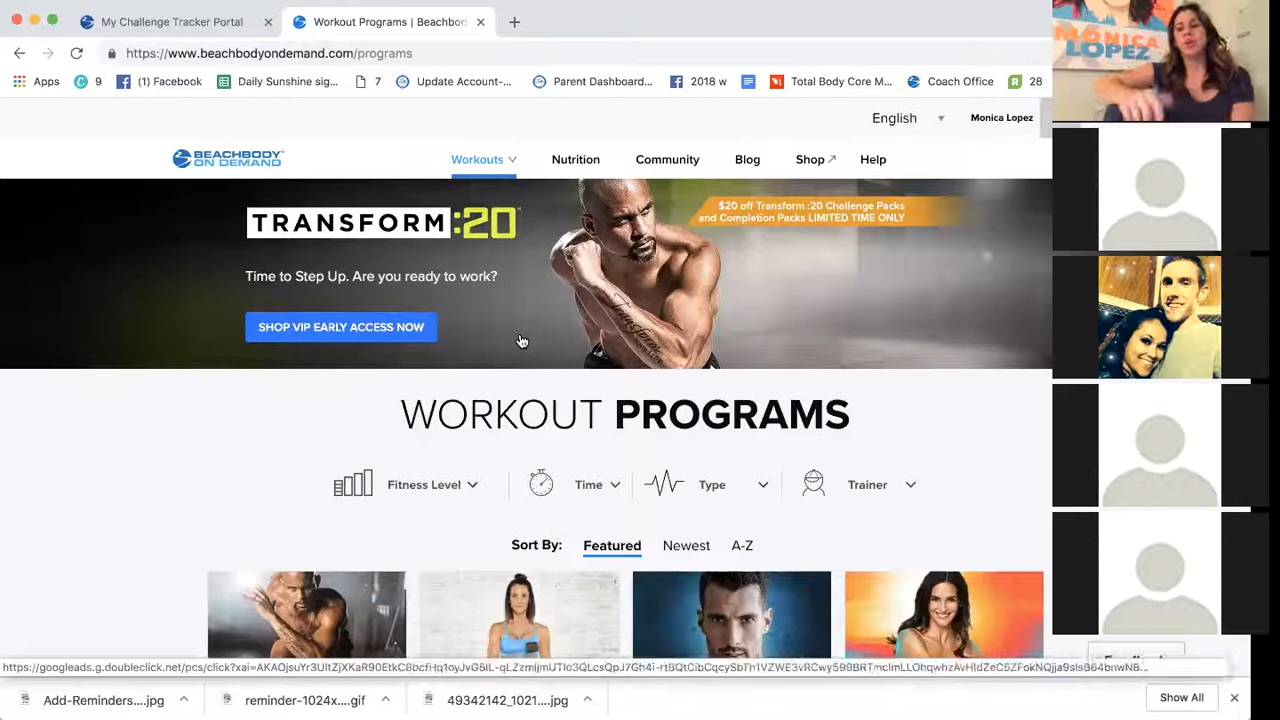 My Challenge Tracker Portal
Workout Programs | Beachbod
https://www.beachbodyondemand.com/programs
Apps
9
(1) Facebook
Daily Sunshine sig...
7
Update Account-...
Parent Dashboard...
2018 w
Total Body Core M...
Coach Office
28
MONICA
LOPEZ
English
Monica Lopez
BEACHBODY
ON DEMAND
Workouts
Nutrition
Community
Blog
Shop
Help
TRANSFORM:20
$20 off Transform :20 Challenge Packs
and Completion Packs LIMITED TIME ONLY
Time to Step Up. Are you ready to work?
SHOP VIP EARLY ACCESS NOW
WORKOUT PROGRAMS
Fitness Level
Time
Type
Trainer
Sort By:
Featured
Newest
A-Z
Add-Reminders....jpg
reminder-1024x....gif
49342142_1021....jpg
Show All